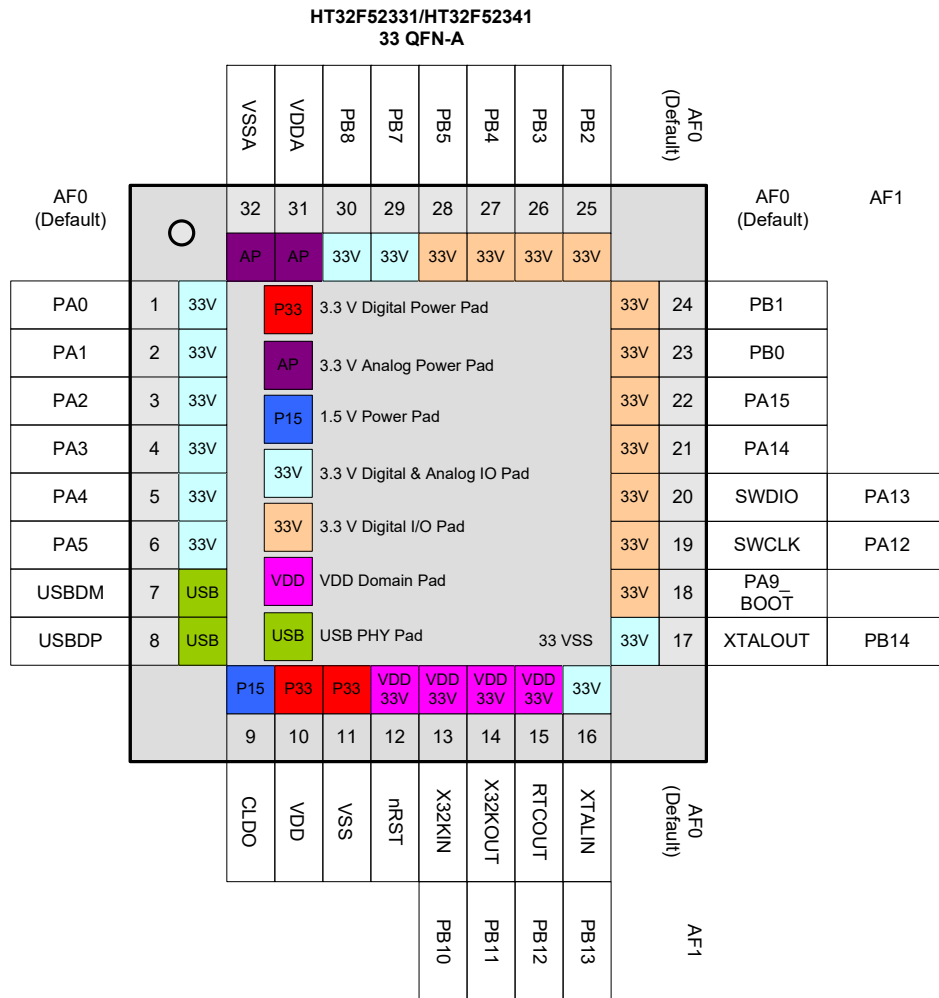 HT32F52331/HT32F52341
33 QFN-A
VSSA
VDDA
PB8
PB7
PB5
PB4
PB3
PB2
AF0
(Default)
AF0
(Default)
32 31 30 29 28 27 26 25
AF0
(Default)
AF1
AP AP 33V 33V 33V 33V 33V 33V
PA0 1 33V
P33 3.3 V Digital Power Pad
33V 24 PB1
PA1 2 33V
AP 3.3 V Analog Power Pad
33V 23 PB0
PA2 3 33V
P15 1.5 V Power Pad
33V 22 PA15
PA3 4 33V
33V 3.3 V Digital & Analog IO Pad
33V 21 PA14
PA4 5 33V
33V 3.3 V Digital I/O Pad
33V 20 SWDIO PA13
PA5 6 33V
VDD VDD Domain Pad
33V 19 SWCLK PA12
USBDM 7 USB
33V 18 PA9_
BOOT
USBDP 8 USB
USB USB PHY Pad
33 VSS
33V 17 XTALOUT PB14
P15 P33 P33 VDD
33V VDD
33V VDD
33V VDD
33V 33V
9 10 11 12 13 14 15 16
CLDO
VDD
VSS
nRST
X32KIN
X32KOUT
RTCOUT
XTALIN
AF0
(Default)
PB10
PB11
PB12
PB13
AF1